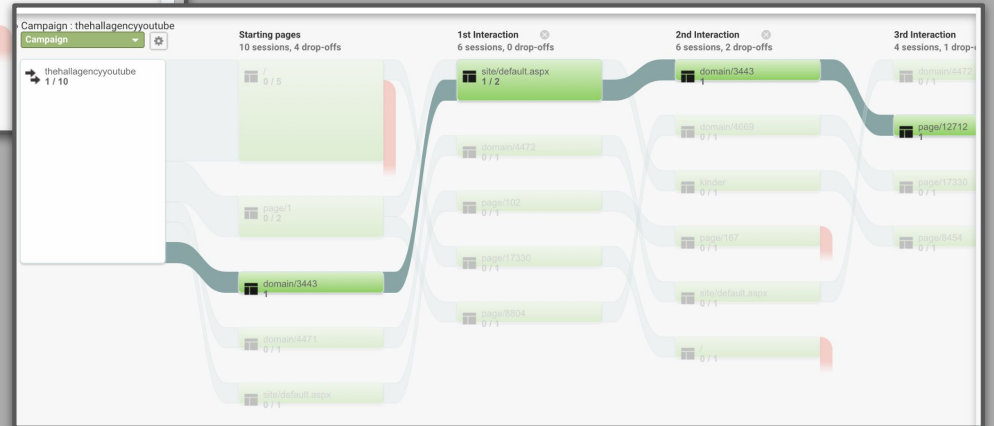 Campaign : thehallagencyyoutube
Campaign
thehallagencyyoutube
1 / 10
Starting pages
10 sessions, 4 drop-offs
/
0 / 5
page/1
0 / 2
domain/3443
1
domain/4471
0 / 1
site/default.aspx
0 / 1
1st Interaction
6 sessions, 0 drop-offs
site/default.aspx
1 / 2
domain/4472
0 / 1
page/102
0 / 1
page/17330
0 / 1
page/6804
0 / 1
2nd Interaction
6 sessions, 2 drop-offs
domain/3443
1
domain/4669
0 / 1
kinder
0 / 1
page/167
0 / 1
site/default.aspx
0 / 1
/
0 / 1
3rd Interaction
4 sessions, 1 drop-
domain/4472
0 / 1
page/12712
1
page/17330
0 / 1
page/8454
0 / 1